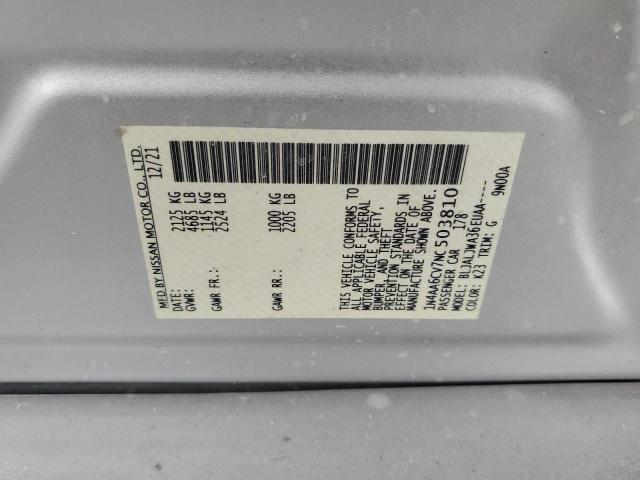 MFD BY NISSAN MOTOR CO., LTD.
DATE: 12/21
GVWR: 2125 KG
4685 LB
GAWR FR.: 1145 KG
2524 LB
GAWR RR.: 1000 KG
2205 LB
THIS VEHICLE CONFORMS TO
ALL APPLICABLE FEDERAL
MOTOR VEHICLE SAFETY,
BUMPER, AND THEFT
PREVENTION STANDARDS IN
EFFECT ON THE DATE OF
MANUFACTURE SHOWN ABOVE.
1N4AA6CV7NC503810
PASSENGER CAR 178
MODEL: BLJALJWA36EUAA----
COLOR: K23 TRIM: G 9N00A